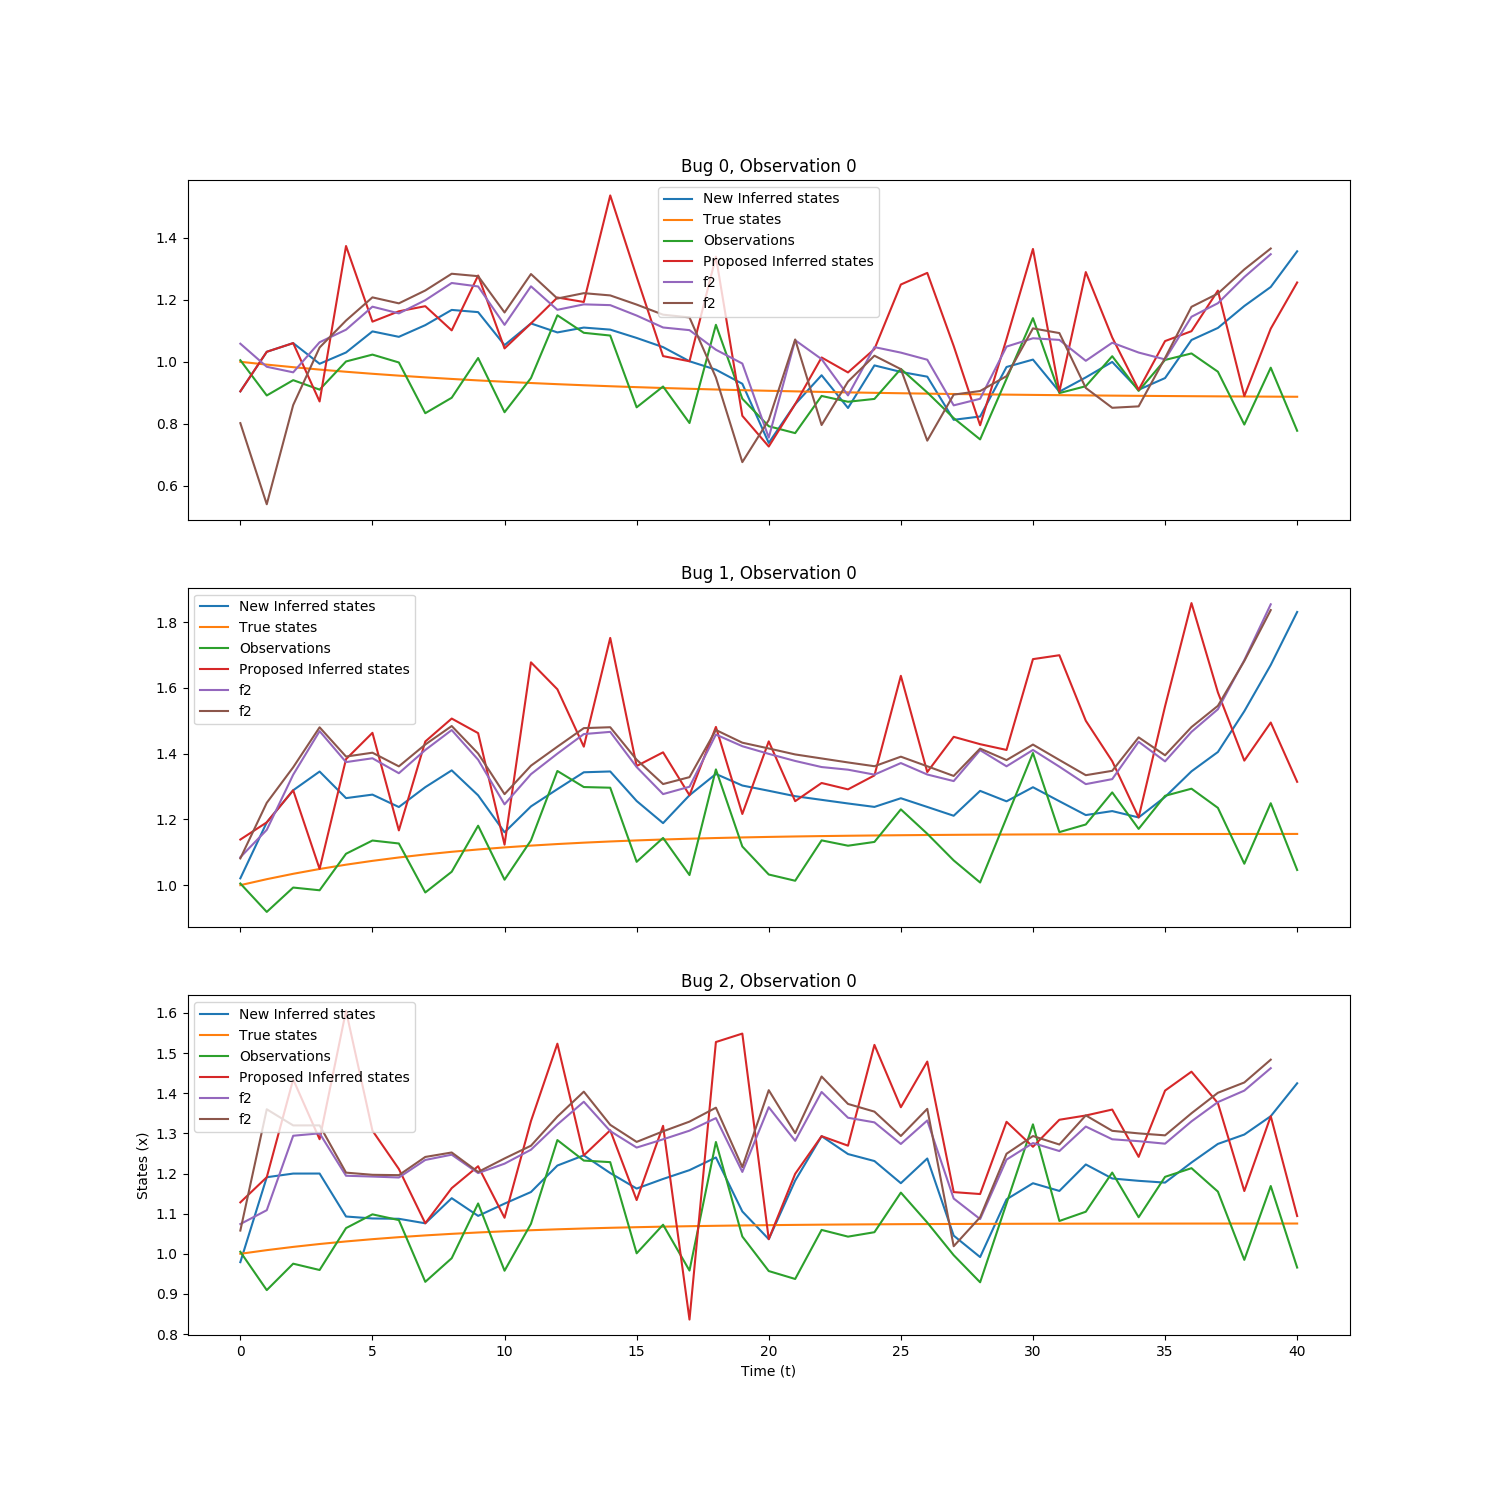 Bug 0, Observation 0
New Inferred states
True states
Observations
Proposed Inferred states
f2
f2
1.4
1.2
1.0
0.8
0.6
Bug 1, Observation 0
New Inferred states
True states
Observations
Proposed Inferred states
f2
f2
1.8
1.6
1.4
1.2
1.0
Bug 2, Observation 0
New Inferred states
True states
Observations
Proposed Inferred states
f2
f2
1.6
1.5
1.4
1.3
1.2
1.1
1.0
0.9
0.8
States (x)
0 5 10 15 20 25 30 35 40
Time (t)